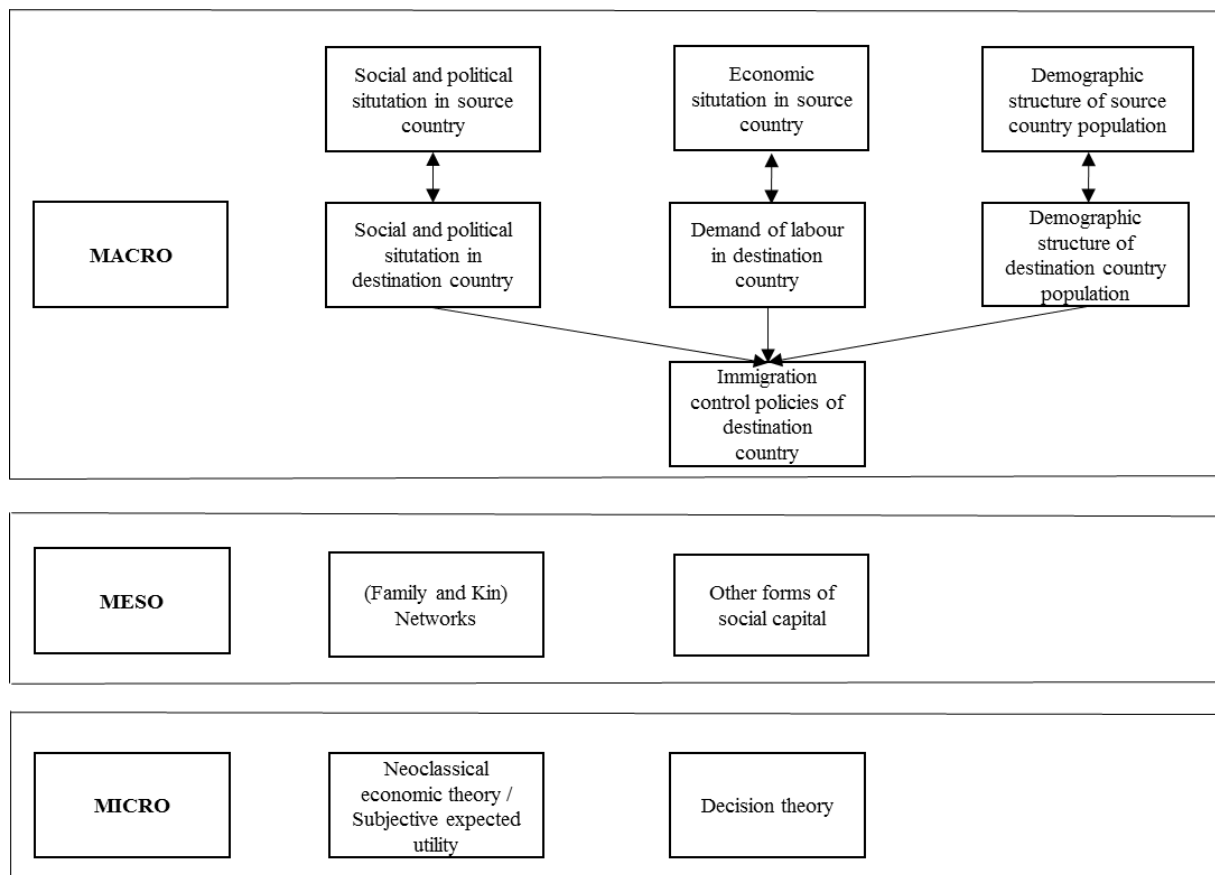 Social and political
situtation in source
country
Economic
situtation in source
country
Demographic
structure of source
country population
MACRO
Social and political
situtation in
destination country
Demand of labour
in destination
country
Demographic
structure of
destination country
population
Immigration
control policies of
destination
country
MESO
(Family and Kin)
Networks
Other forms of
social capital
MICRO
Neoclassical
economic theory /
Subjective expected
utility
Decision theory